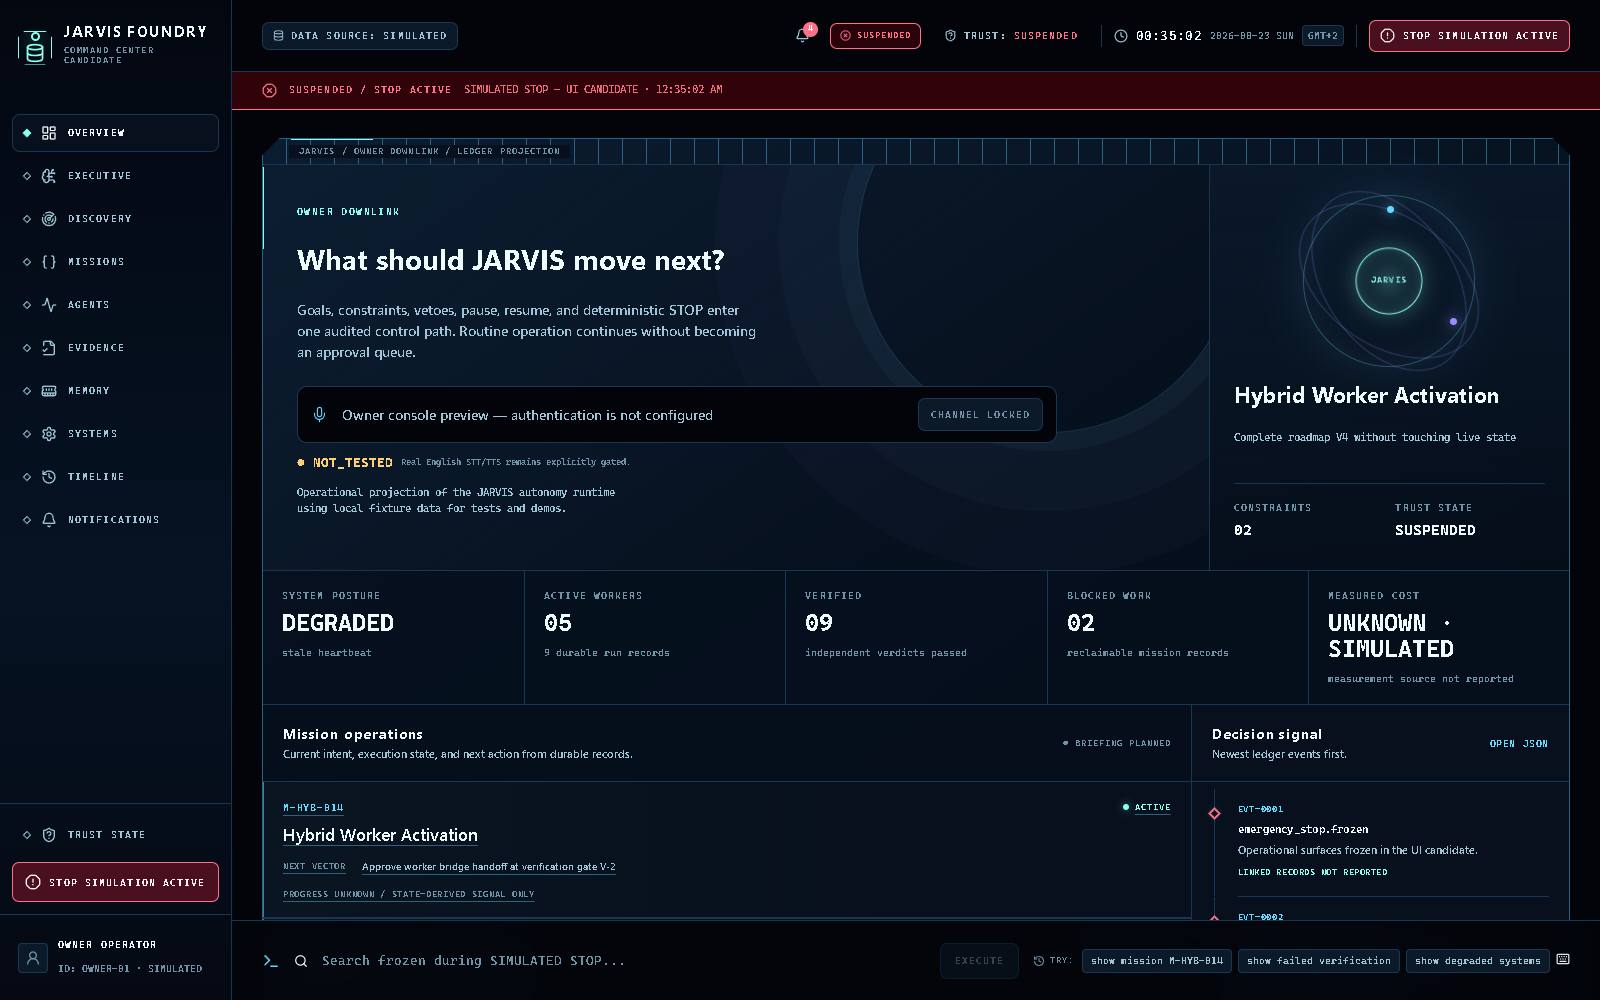 JARVIS FOUNDRY
COMMAND CENTER
CANDIDATE
OVERVIEW
EXECUTIVE
DISCOVERY
MISSIONS
AGENTS
EVIDENCE
MEMORY
SYSTEMS
TIMELINE
NOTIFICATIONS
TRUST STATE
STOP SIMULATION ACTIVE
OWNER OPERATOR
ID: OWNER-01 · SIMULATED
DATA SOURCE: SIMULATED
4
SUSPENDED
TRUST: SUSPENDED
00:35:02 2026-08-23 SUN GMT+2
STOP SIMULATION ACTIVE
SUSPENDED / STOP ACTIVE SIMULATED STOP — UI CANDIDATE · 12:35:02 AM
JARVIS / OWNER DOWNLINK / LEDGER PROJECTION
OWNER DOWNLINK
What should JARVIS move next?
Goals, constraints, vetoes, pause, resume, and deterministic STOP enter
one audited control path. Routine operation continues without becoming
an approval queue.
Owner console preview — authentication is not configured
CHANNEL LOCKED
NOT_TESTED Real English STT/TTS remains explicitly gated.
Operational projection of the JARVIS autonomy runtime
using local fixture data for tests and demos.
JARVIS
Hybrid Worker Activation
Complete roadmap V4 without touching live state
CONSTRAINTS
02
TRUST STATE
SUSPENDED
SYSTEM POSTURE
DEGRADED
stale heartbeat
ACTIVE WORKERS
05
9 durable run records
VERIFIED
09
independent verdicts passed
BLOCKED WORK
02
reclaimable mission records
MEASURED COST
UNKNOWN ·
SIMULATED
measurement source not reported
Mission operations
Current intent, execution state, and next action from durable records.
BRIEFING PLANNED
M-HYB-014
ACTIVE
Hybrid Worker Activation
NEXT VECTOR Approve worker bridge handoff at verification gate V-2
PROGRESS UNKNOWN / STATE-DERIVED SIGNAL ONLY
Decision signal
Newest ledger events first.
OPEN JSON
EVT-0001
emergency_stop.frozen
Operational surfaces frozen in the UI candidate.
LINKED RECORDS NOT REPORTED
EVT-0002
Search frozen during SIMULATED STOP...
EXECUTE
TRY:
show mission M-HYB-014
show failed verification
show degraded systems